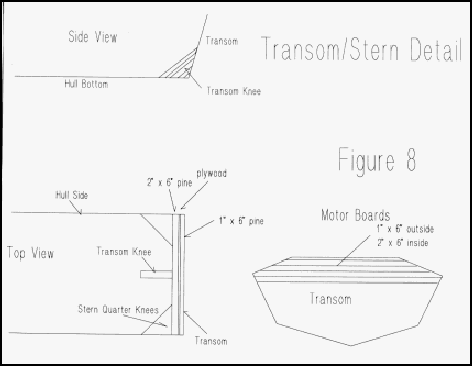 Side View
Transom
Transom/Stern Detail
Transom Knee
Hull Bottom
Figure 8
plywood
2" x 6" pine
Hull Side
Motor Boards
1" x 6" pine
1" x 6" outside
2" x 6" inside
Top View
Transom Knee
Transom
Stern Quarter Knees
Transom